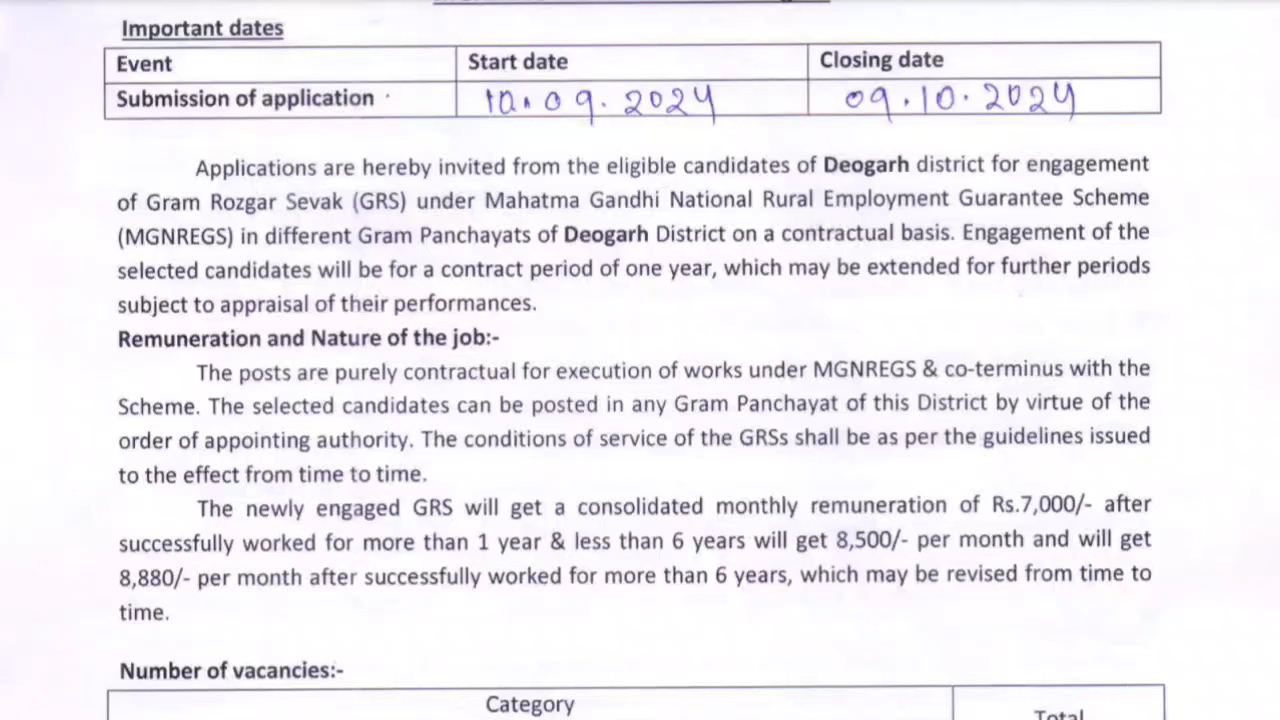 Important dates
Event Start date Closing date
Submission of application 10.09.2024 09.10.2024
Applications are hereby invited from the eligible candidates of Deogarh district for engagement
of Gram Rozgar Sevak (GRS) under Mahatma Gandhi National Rural Employment Guarantee Scheme
(MGNREGS) in different Gram Panchayats of Deogarh District on a contractual basis. Engagement of the
selected candidates will be for a contract period of one year, which may be extended for further periods
subject to appraisal of their performances.
Remuneration and Nature of the job:-
The posts are purely contractual for execution of works under MGNREGS & co-terminus with the
Scheme. The selected candidates can be posted in any Gram Panchayat of this District by virtue of the
order of appointing authority. The conditions of service of the GRSs shall be as per the guidelines issued
to the effect from time to time.
The newly engaged GRS will get a consolidated monthly remuneration of Rs.7,000/- after
successfully worked for more than 1 year & less than 6 years will get 8,500/- per month and will get
8,880/- per month after successfully worked for more than 6 years, which may be revised from time to
time.
Number of vacancies:-
Category
Total